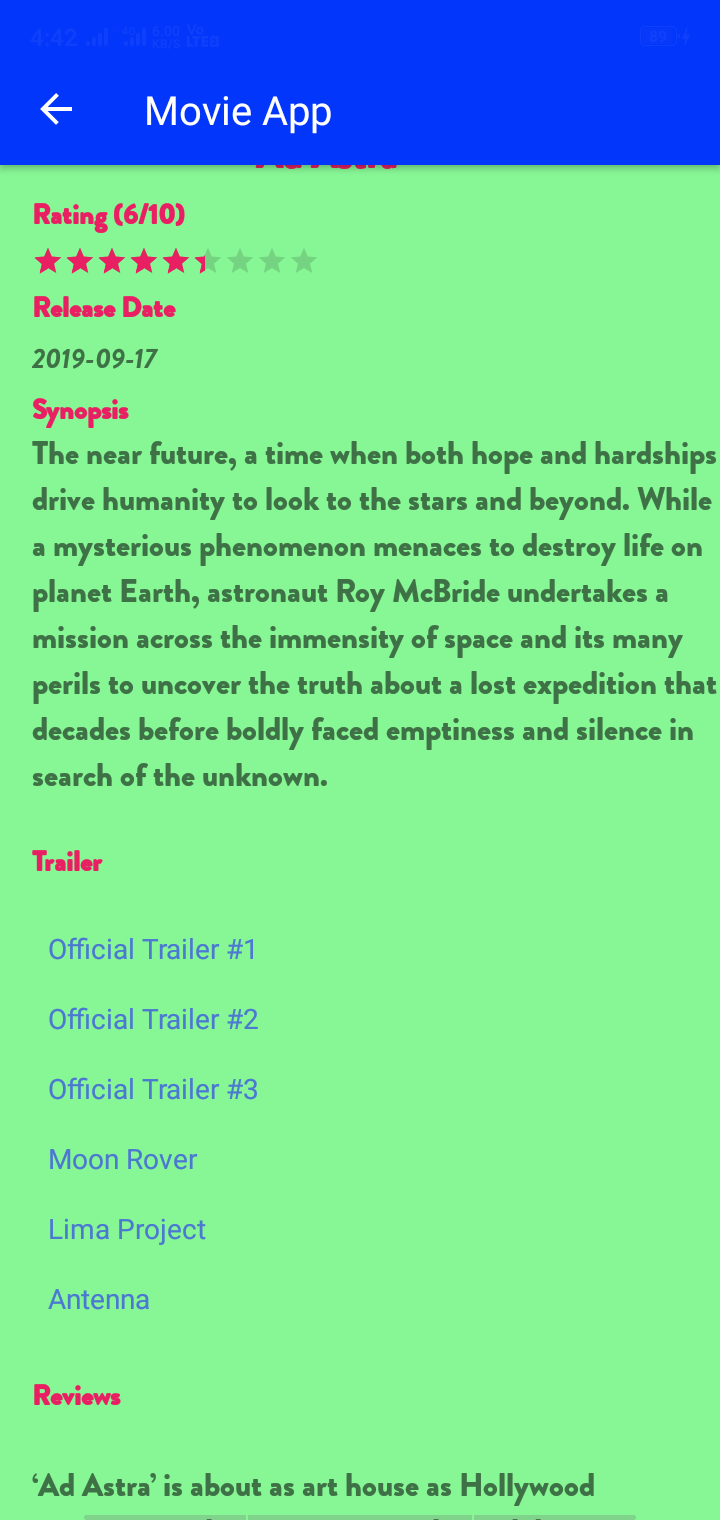 4:42 4G 6.00 KB/S Vo LTE 89
Movie App
Ad Astra
Rating (6/10)
Release Date
2019-09-17
Synopsis
The near future, a time when both hope and hardships
drive humanity to look to the stars and beyond. While
a mysterious phenomenon menaces to destroy life on
planet Earth, astronaut Roy McBride undertakes a
mission across the immensity of space and its many
perils to uncover the truth about a lost expedition that
decades before boldly faced emptiness and silence in
search of the unknown.
Trailer
Official Trailer #1
Official Trailer #2
Official Trailer #3
Moon Rover
Lima Project
Antenna
Reviews
‘Ad Astra’ is about as art house as Hollywood